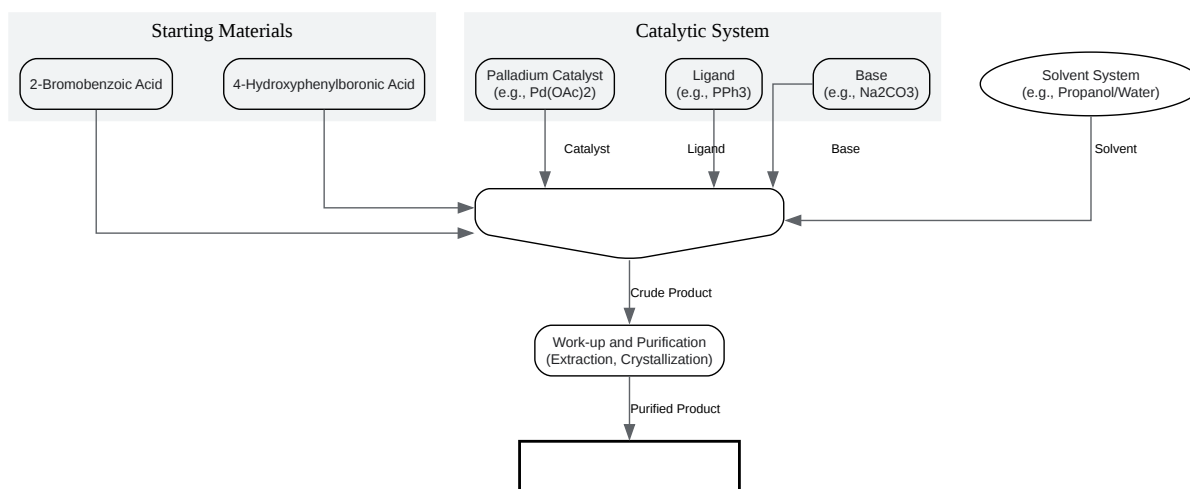 Starting Materials
Catalytic System
2-Bromobenzoic Acid
4-Hydroxyphenylboronic Acid
Palladium Catalyst
(e.g., Pd(OAc)2)
Ligand
(e.g., PPh3)
Base
(e.g., Na2CO3)
Solvent System
(e.g., Propanol/Water)
Catalyst
Ligand
Base
Solvent
Crude Product
Work-up and Purification
(Extraction, Crystallization)
Purified Product